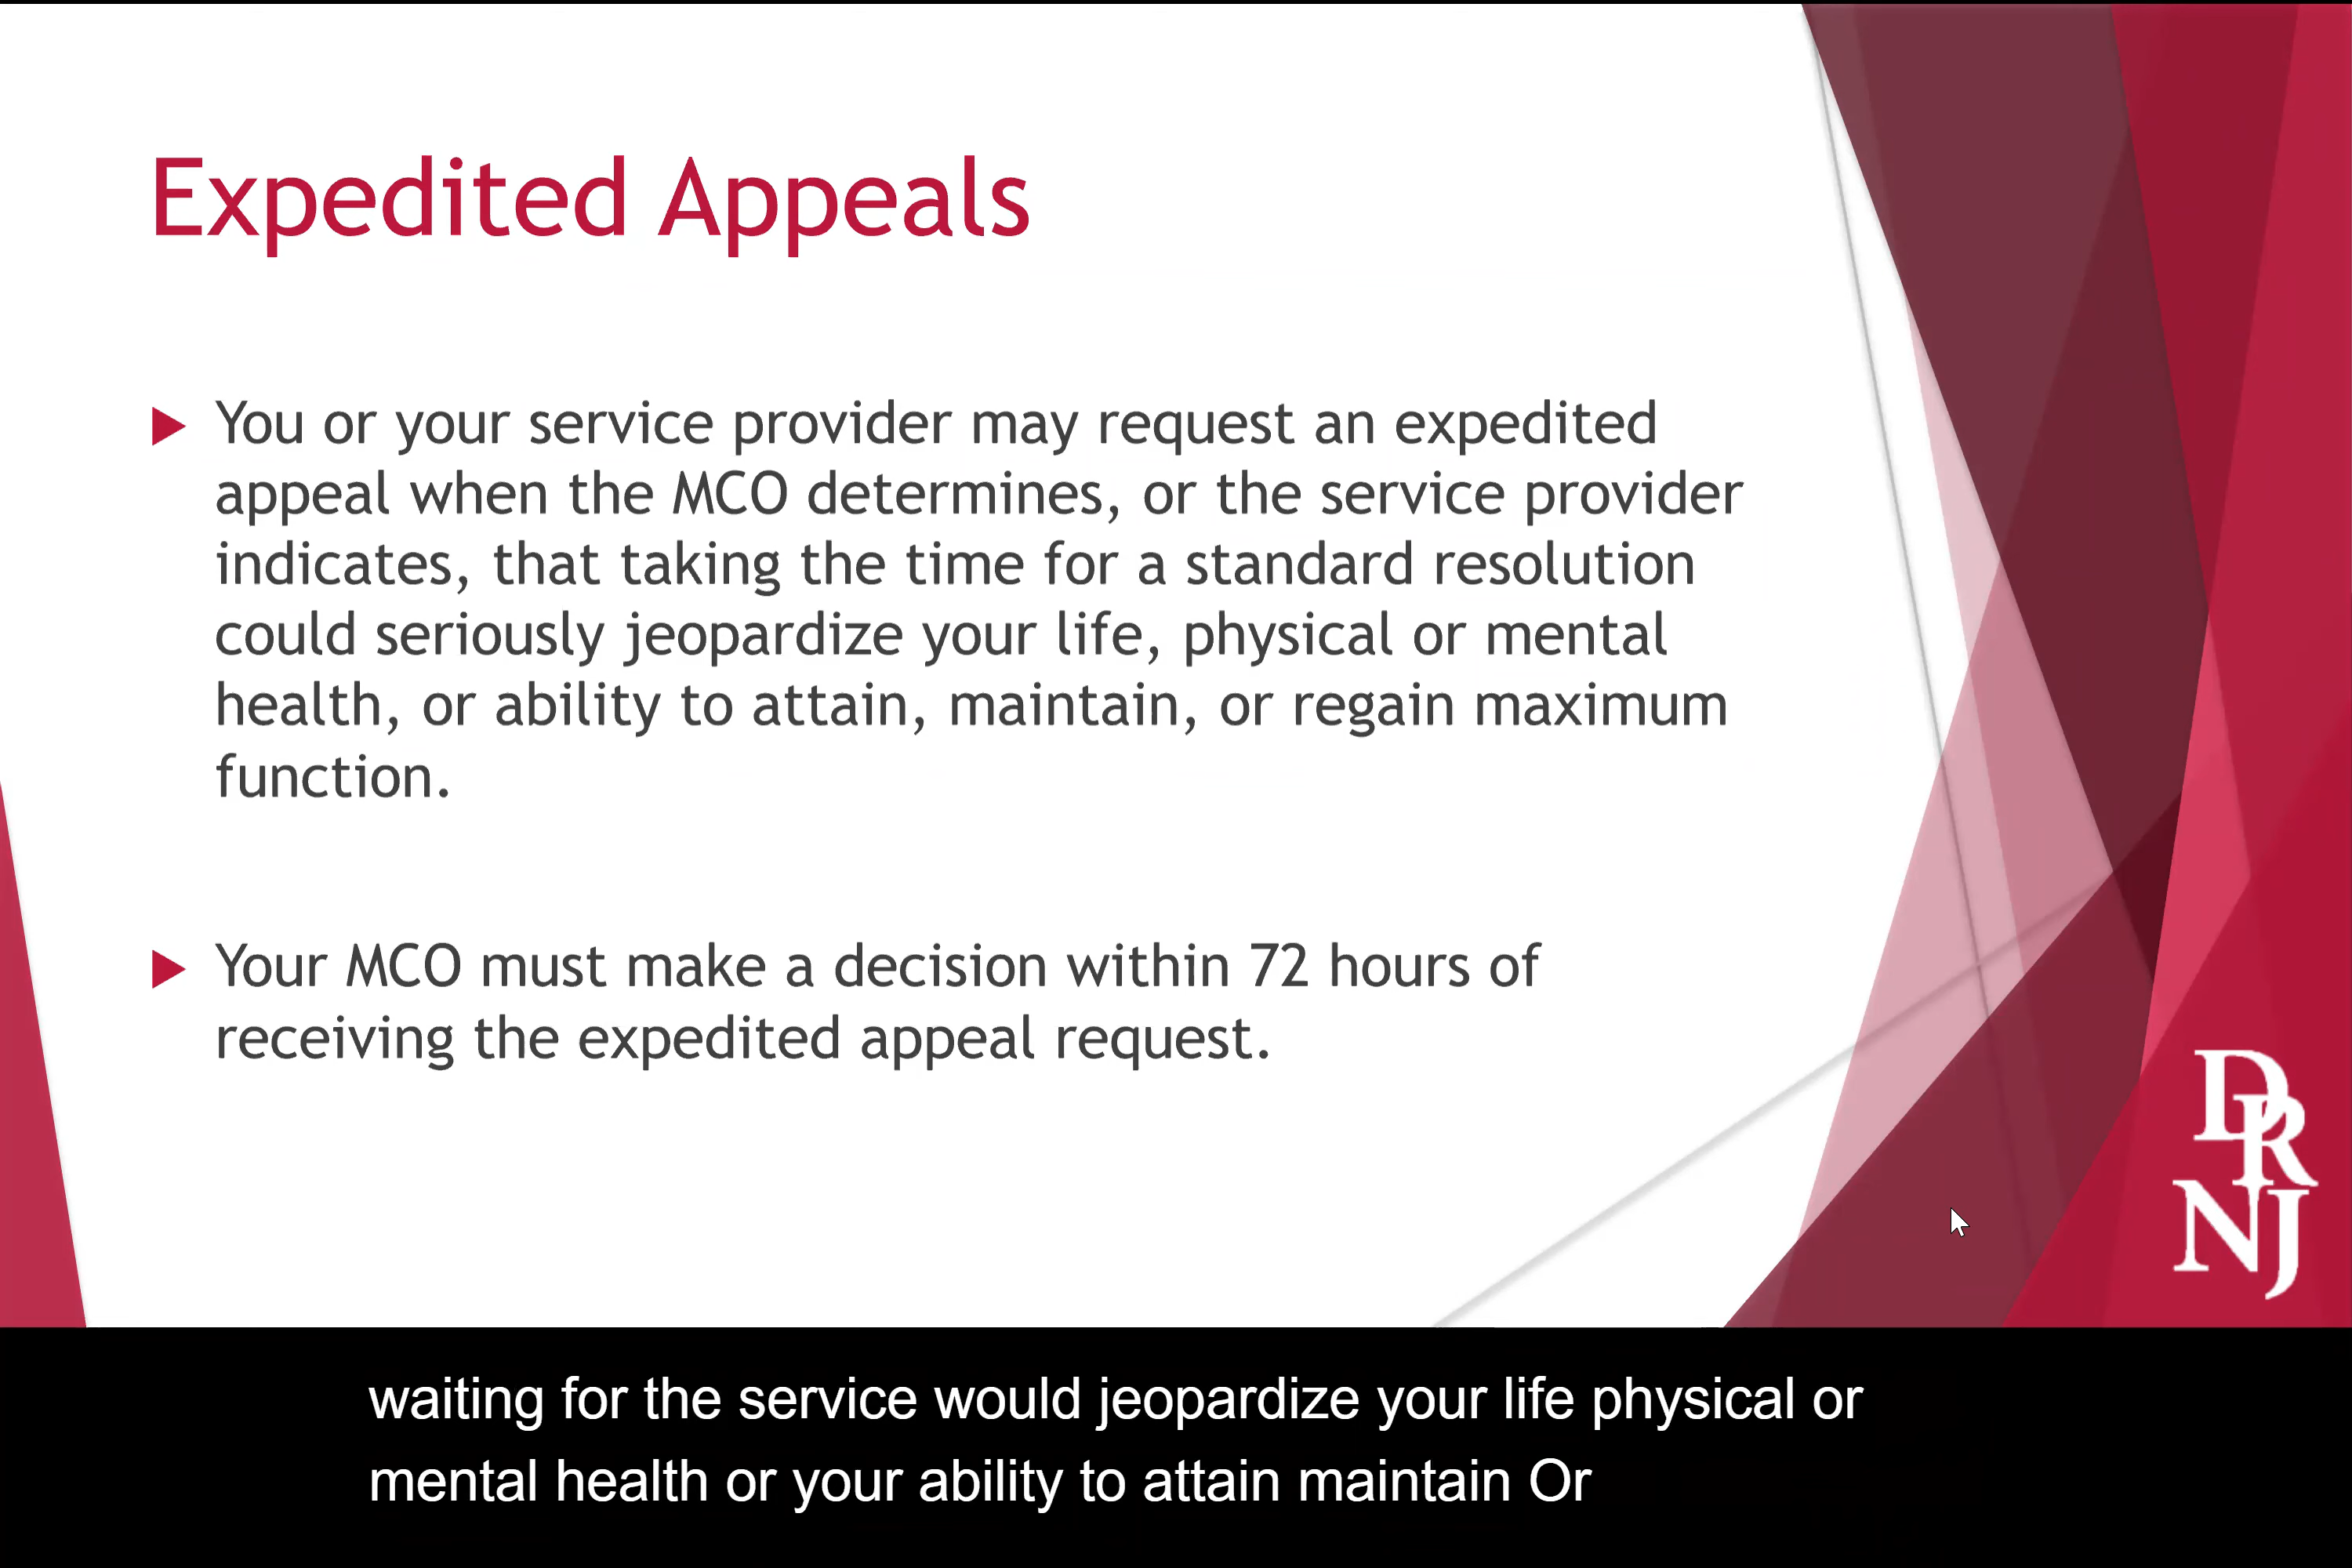 Expedited Appeals
You or your service provider may request an expedited
appeal when the MCO determines, or the service provider
indicates, that taking the time for a standard resolution
could seriously jeopardize your life, physical or mental
health, or ability to attain, maintain, or regain maximum
function.
Your MCO must make a decision within 72 hours of
receiving the expedited appeal request.
DR
NJ
waiting for the service would jeopardize your life physical or
mental health or your ability to attain maintain Or